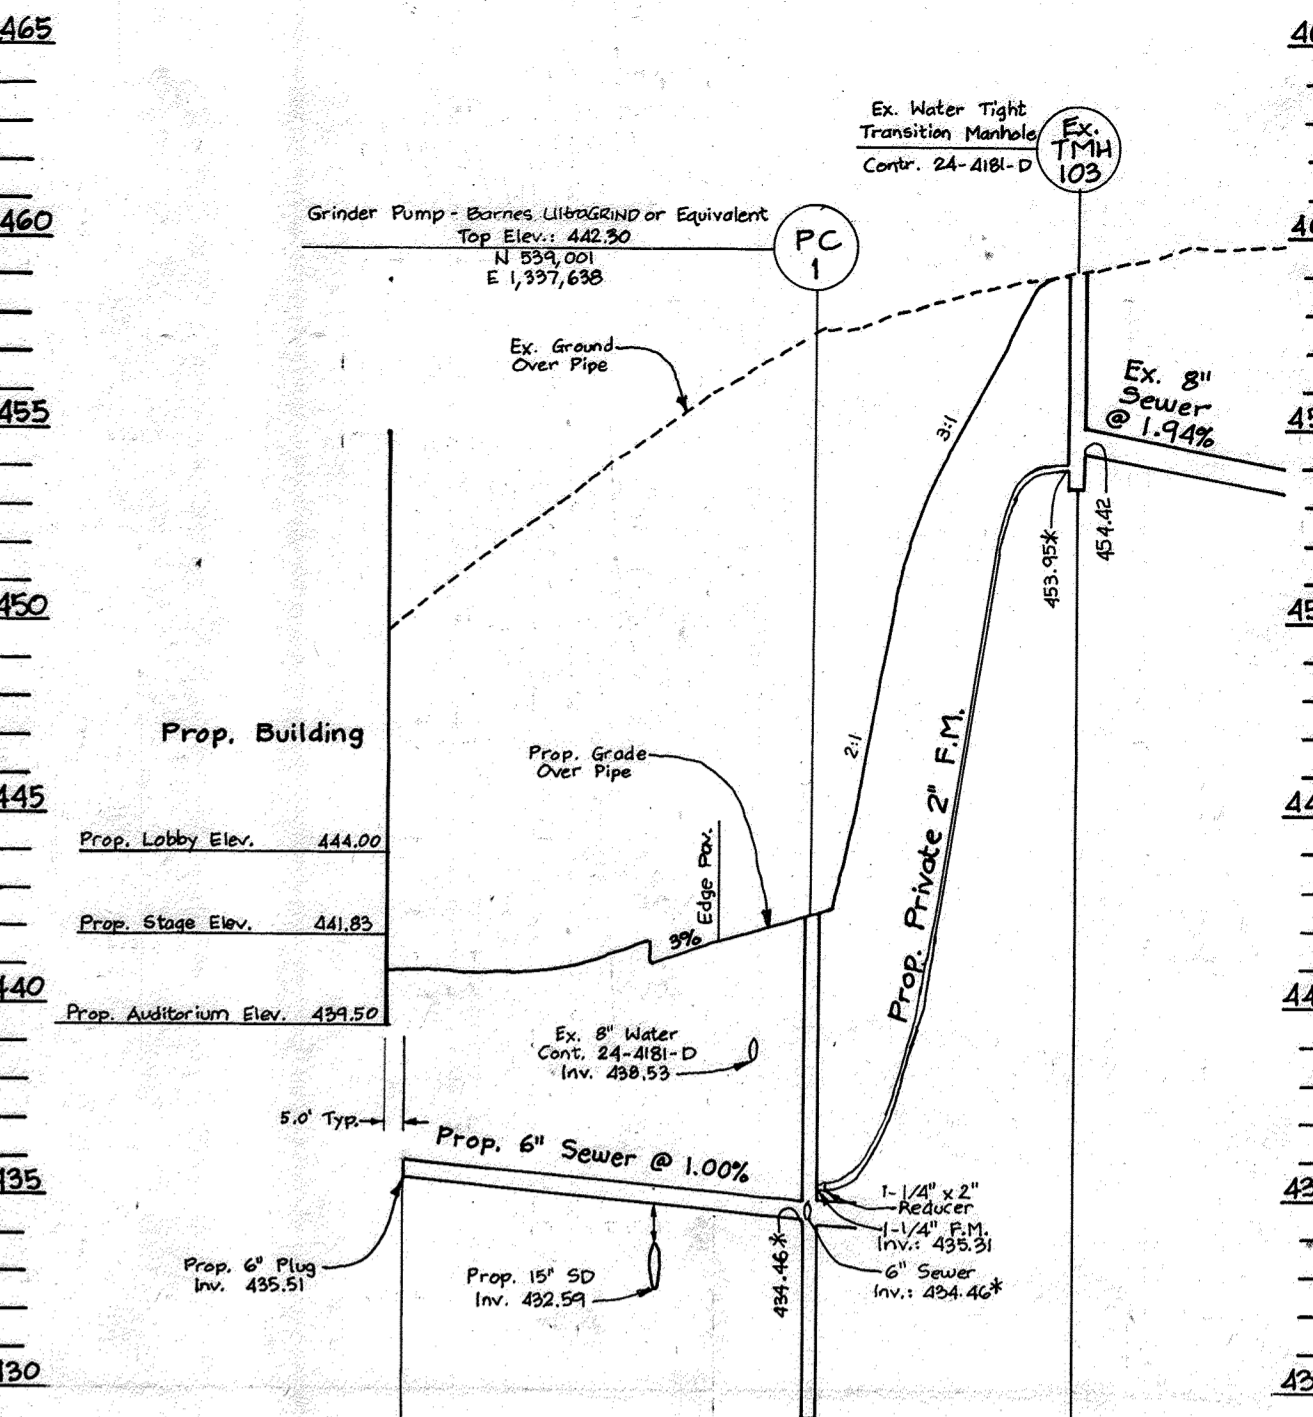 465
460
455
450
445
440
435
430
Ex. Water Tight
Transition Manhole
Contr. 24-4181-D
Ex.
TMH
103
Grinder Pump - Barnes UltraGRIND or Equivalent
Top Elev.: 442.30
N 539,001
E 1,337,638
PC
1
Ex. Ground
Over Pipe
Ex. 8"
Sewer
@ 1.94%
3:1
453.95*
454.42
Prop. Building
Prop. Grade
Over Pipe
2:1
Prop. Private 2" F.M.
Prop. Lobby Elev. 444.00
Edge Pav.
Prop. Stage Elev. 441.83
3%
Prop. Auditorium Elev. 439.50
Ex. 8" Water
Cont. 24-4181-D
Inv. 438.53
5.0' Typ.
Prop. 6" Sewer @ 1.00%
1-1/4" x 2"
Reducer
1-1/4" F.M.
Inv.: 435.31
6" Sewer
Inv.: 434.46*
434.46*
Prop. 6" Plug
Inv. 435.51
Prop. 15" SD
Inv. 432.59